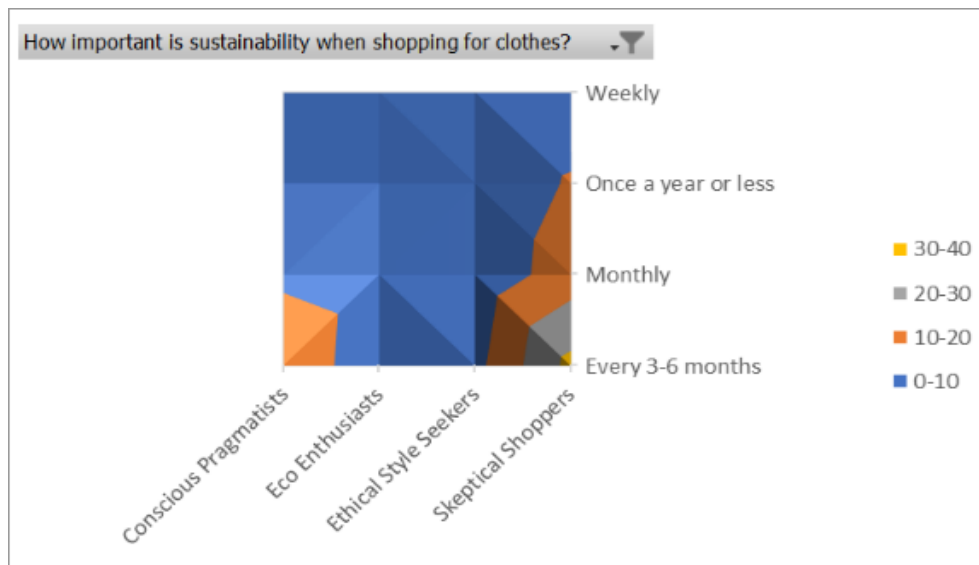 How important is sustainability when shopping for clothes?
Weekly
Once a year or less
Monthly
Every 3-6 months
30-40
20-30
10-20
0-10
Conscious Pragmatists
Eco Enthusiasts
Ethical Style Seekers
Skeptical Shoppers